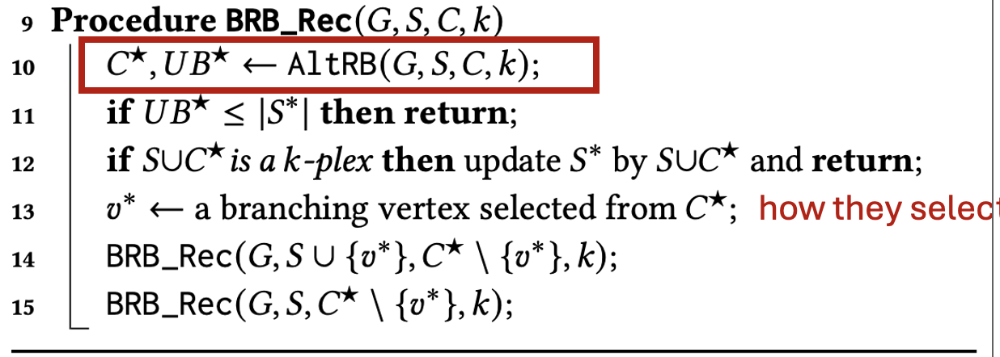 9 Procedure BRB_Rec(G, S, C, k)
10 C★, UB★ ← AltRB(G, S, C, k);
11 if UB★ ≤ |S*| then return;
12 if S∪C★ is a k-plex then update S* by S∪C★ and return;
13 v* ← a branching vertex selected from C★; how they select
14 BRB_Rec(G, S ∪ {v*}, C★ \ {v*}, k);
15 BRB_Rec(G, S, C★ \ {v*}, k);